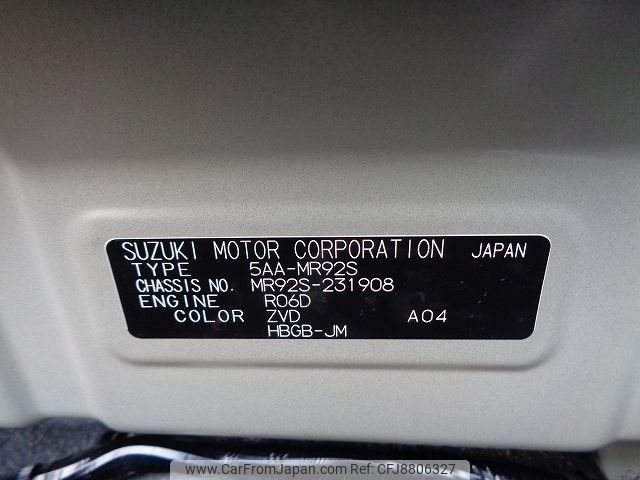 SUZUKI MOTOR CORPORATION JAPAN
TYPE 5AA-MR92S
CHASSIS NO. MR92S-231908
ENGINE R06D
COLOR ZVD A04
HBGB-JM
www.CarFromJapan.com | CFJ8806327